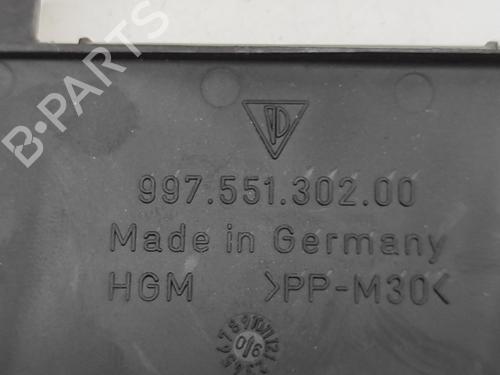 B-PARTS
997.551.302.00
Made in Germany
HGM >PP-M30<